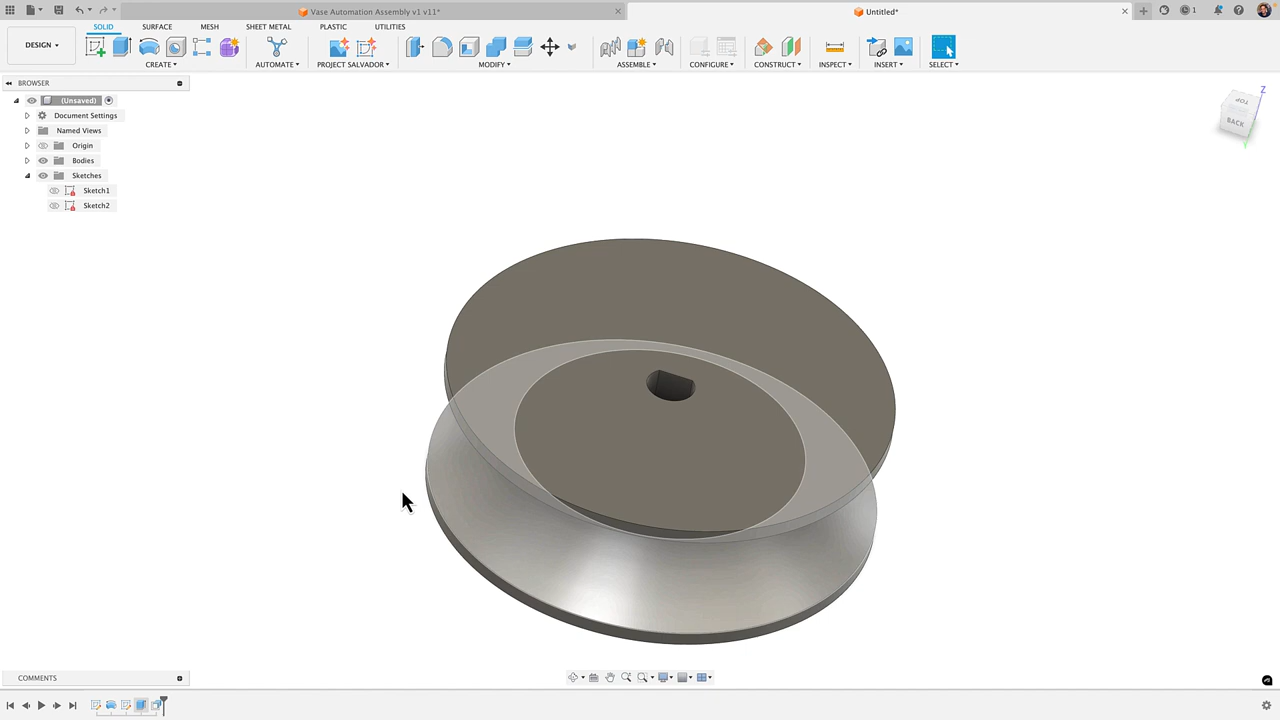 Vase Automation Assembly v1 v11*
Untitled*
1
SOLID SURFACE MESH SHEET METAL PLASTIC UTILITIES
DESIGN
CREATE AUTOMATE PROJECT SALVADOR MODIFY ASSEMBLE CONFIGURE CONSTRUCT INSPECT INSERT SELECT
BROWSER
(Unsaved)
Document Settings
Named Views
Origin
Bodies
Sketches
Sketch1
Sketch2
Z
TOP
BACK
Y
COMMENTS